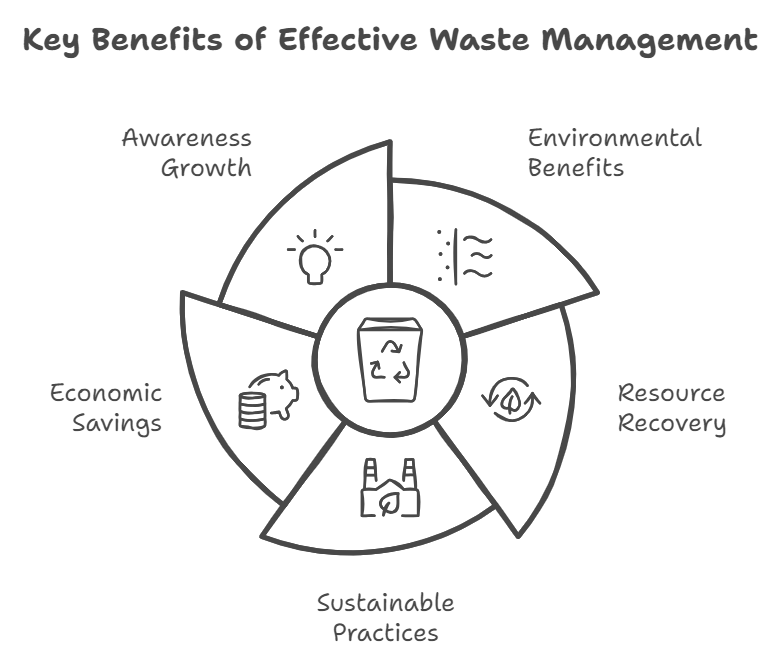 Key Benefits of Effective Waste Management
Awareness
Growth
Environmental
Benefits
Economic
Savings
Resource
Recovery
Sustainable
Practices